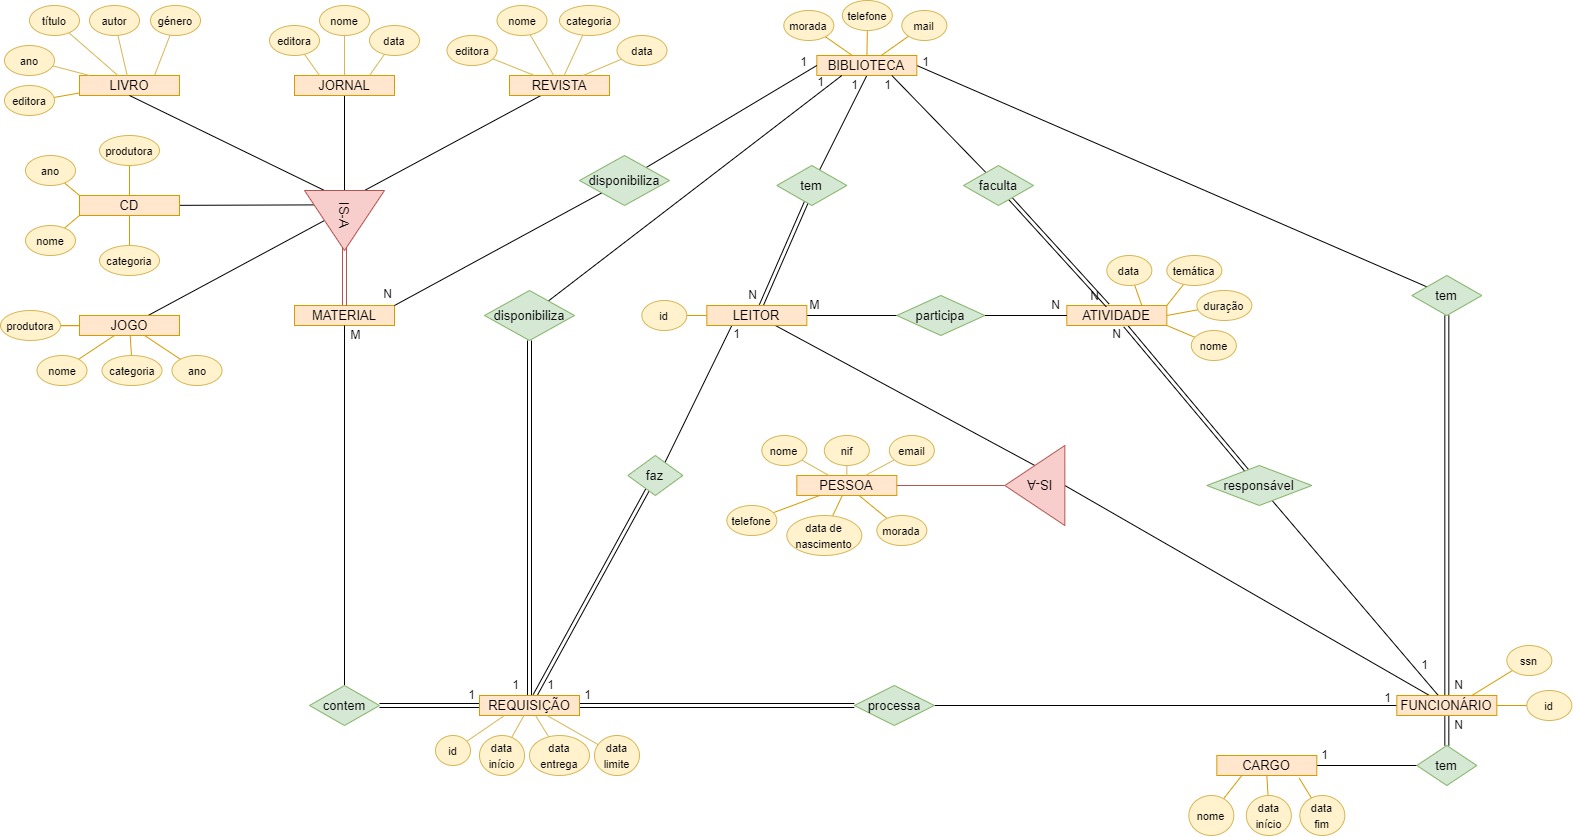 título
autor
género
ano
editora
LIVRO
nome
editora
data
JORNAL
nome
categoria
editora
data
REVISTA
morada
telefone
mail
1
BIBLIOTECA
1
1
1
1
produtora
ano
CD
nome
categoria
IS-A
disponibiliza
tem
faculta
produtora
JOGO
nome
categoria
ano
N
MATERIAL
M
disponibiliza
id
N
LEITOR
M
1
participa
N
N
ATIVIDADE
N
data
temática
duração
nome
tem
faz
nome
nif
email
PESSOA
telefone
data de
nascimento
morada
IS-A
responsável
contem
1
1
1
1
REQUISIÇÃO
id
data
início
data
entrega
data
limite
processa
1
1
N
FUNCIONÁRIO
N
ssn
id
CARGO
1
tem
nome
data
início
data
fim